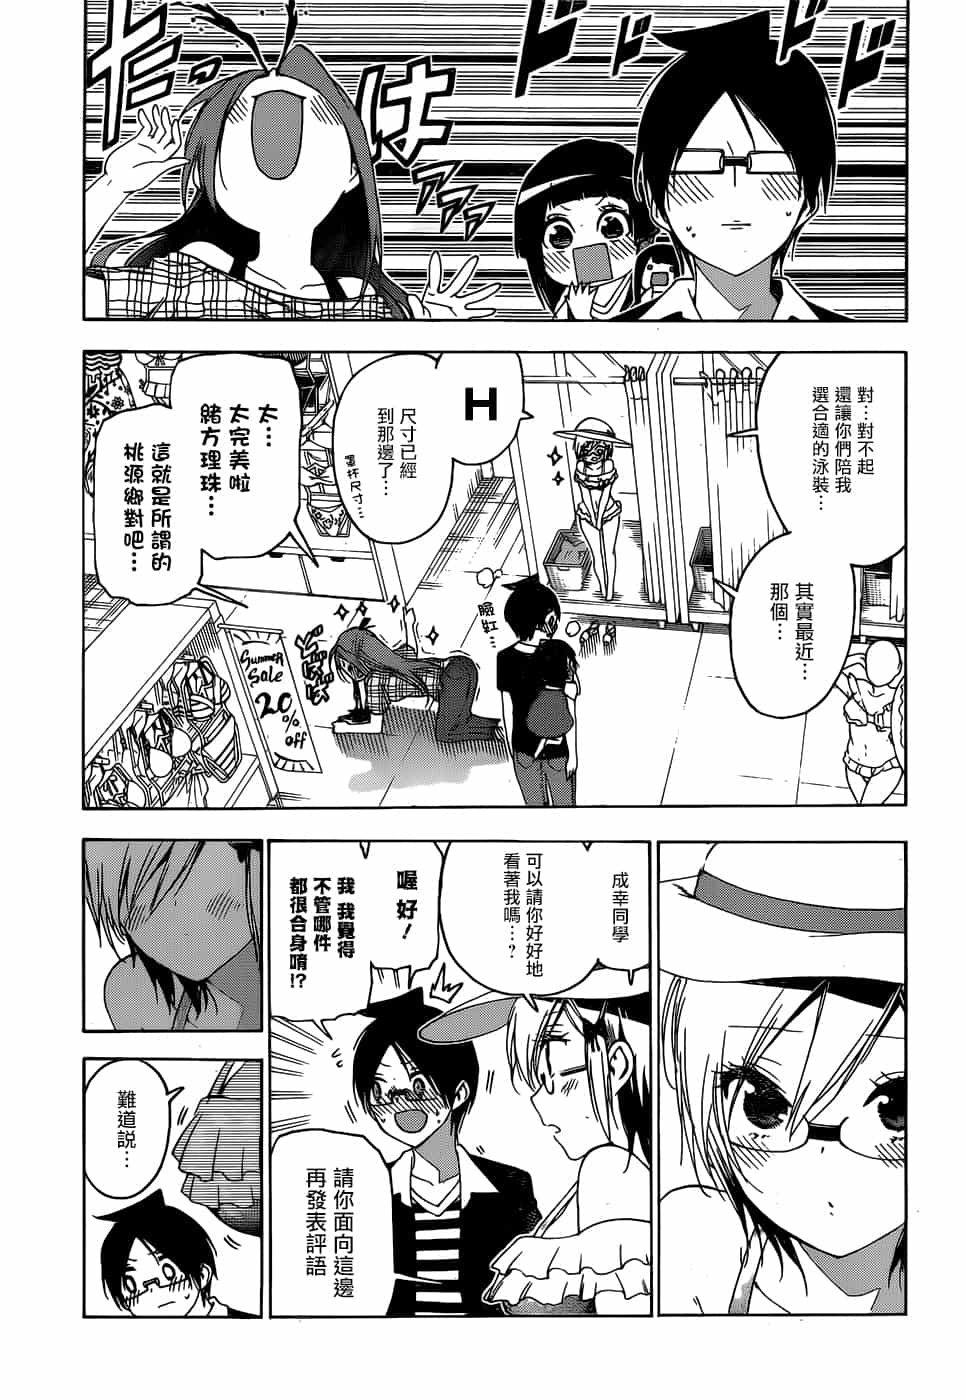 はアアア
たっ
ドドドド
對…對不起
還讓你們陪我
選合適的泳裝…
其實最近…
那個…
尺寸已經
到那邊了…
H
罩杯尺寸…
太…
太完美啦
緒方理珠…
這就是所謂的
桃源鄉對吧…
臉紅…
Summer
Sale
20%
off
成幸同學
可以請你好好地
看著我嗎…?
喔好!
我 我覺得
不管哪件
都很合身唷!?
請你面向這邊
再發表評語
難道説…